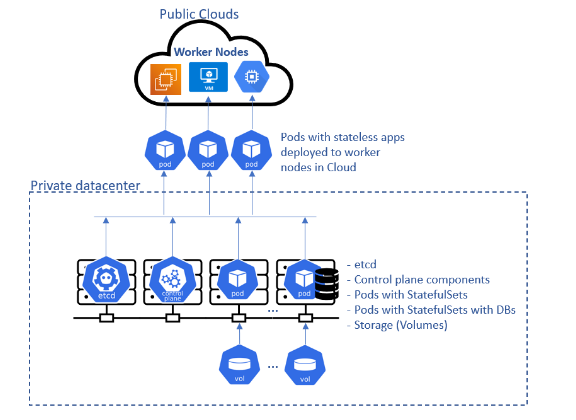 Public Clouds
Worker Nodes
VM
pod
pod
pod
Pods with stateless apps
deployed to worker
nodes in Cloud
Private datacenter
etcd
control
plane
pod
pod
...
- etcd
- Control plane components
- Pods with StatefulSets
- Pods with StatefulSets with DBs
- Storage (Volumes)
vol
...
vol